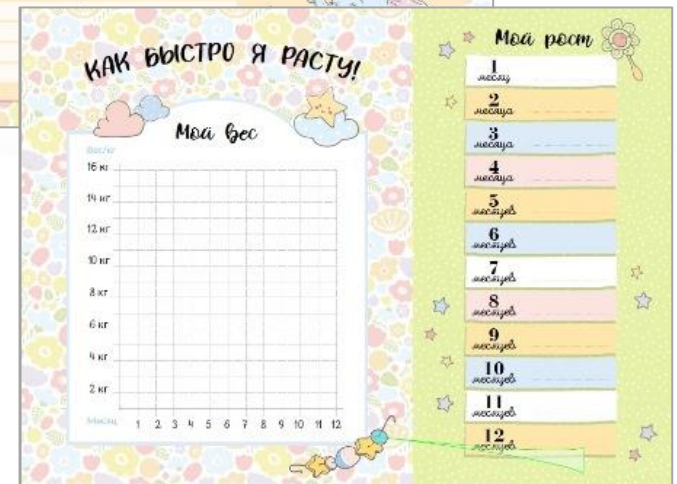 КАК БЫСТРО Я РАСТУ!
Мой вес
Вес/кг
16 кг
14 кг
12 кг
10 кг
8 кг
6 кг
4 кг
2 кг
Месяц 1 2 3 4 5 6 7 8 9 10 11 12
Мой рост
1
месяц
2
месяца
3
месяца
4
месяца
5
месяцев
6
месяцев
7
месяцев
8
месяцев
9
месяцев
10
месяцев
11
месяцев
12
месяцев